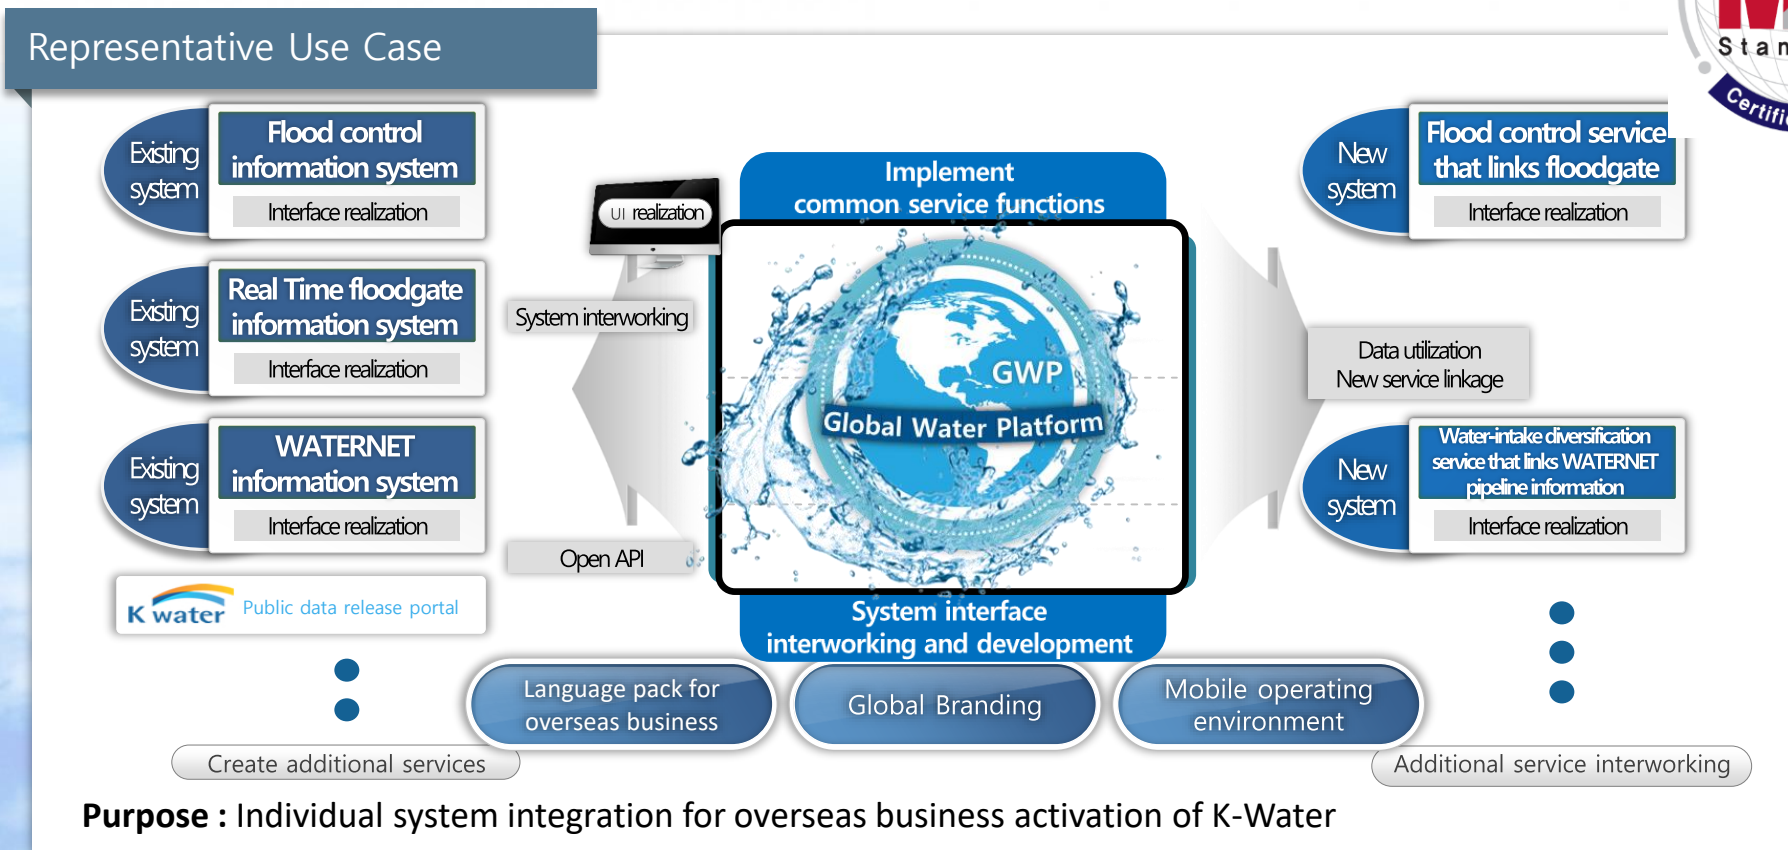 Representative Use Case
Existing
system
Flood control
information system
Interface realization
Existing
system
Real Time floodgate
information system
Interface realization
Existing
system
WATERNET
information system
Interface realization
K water
Public data release portal
Create additional services
UI realization
System interworking
Open API
Implement
common service functions
GWP
Global Water Platform
System interface
interworking and development
Language pack for
overseas business
Global Branding
Mobile operating
environment
Data utilization
New service linkage
New
system
Flood control service
that links floodgate
Interface realization
New
system
Water-intake diversification
service that links WATERNET
pipeline information
Interface realization
Additional service interworking
Purpose : Individual system integration for overseas business activation of K-Water